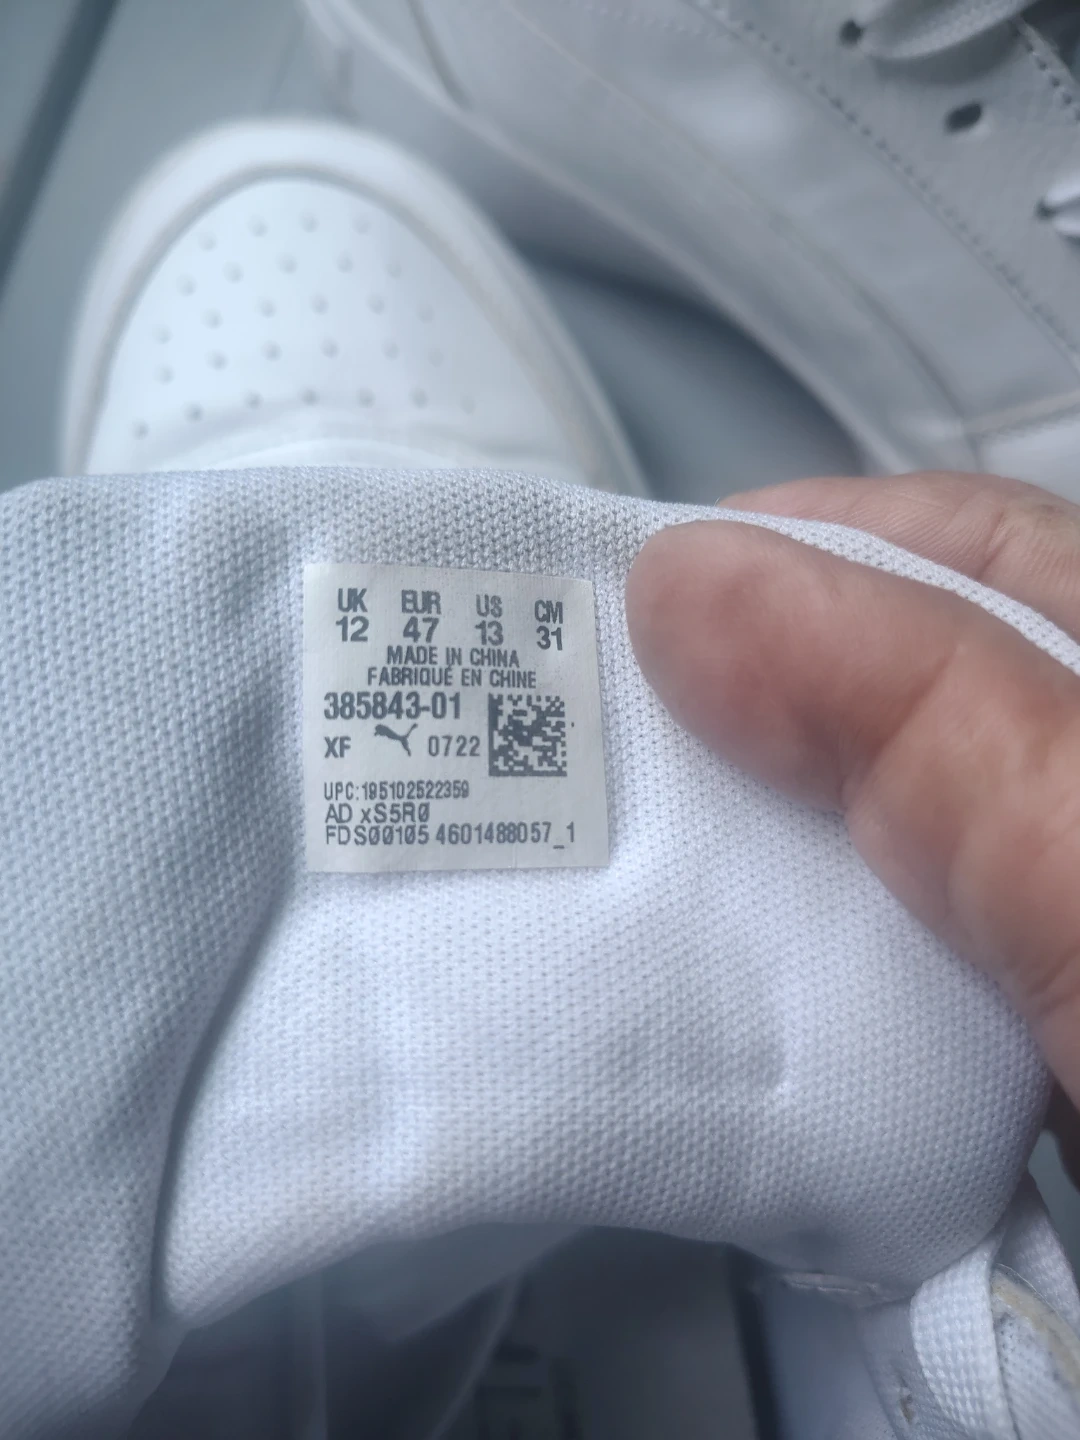 UK EUR US CM
12 47 13 31
MADE IN CHINA
FABRIQUÉ EN CHINE
385843-01
XF 0722
UPC:195102522359
AD xS5R0
FDS00105 4601488057_1